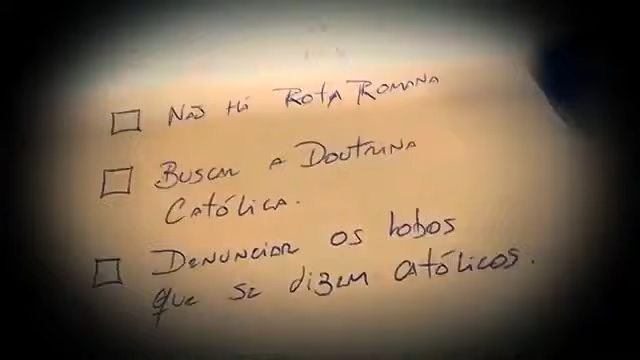 Não há Rota Romana
Buscar a Doutrina
Católica.
Denunciar os lobos
que se dizem católicos.